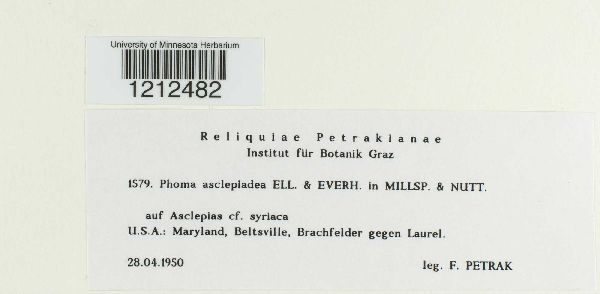 University of Minnesota Herbarium
1212482
Reliquiae Petrakianae
Institut für Botanik Graz
1579. Phoma asclepiadea ELL. & EVERH. in MILLSP. & NUTT.
auf Asclepias cf. syriaca
U.S.A.: Maryland, Beltsville, Brachfelder gegen Laurel.
28.04.1950 leg. F. PETRAK